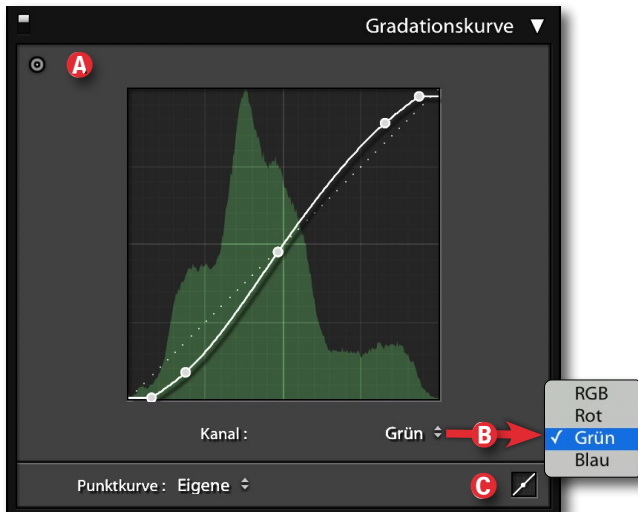 Gradationskurve
A
Kanal :
Grün
B
RGB
Rot
✓ Grün
Blau
Punktkurve : Eigene
C